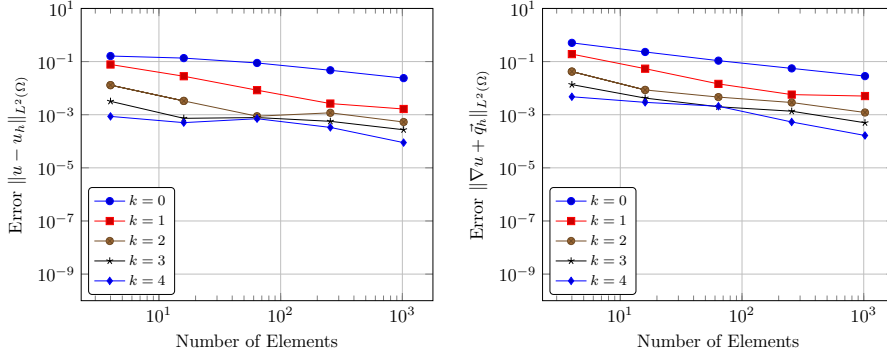 10^1
10^{-1}
10^{-3}
10^{-5}
10^{-7}
10^{-9}
Error ‖u − u_h‖_{L^2(Ω)}
k = 0
k = 1
k = 2
k = 3
k = 4
10^1
10^2
10^3
Number of Elements
10^1
10^{-1}
10^{-3}
10^{-5}
10^{-7}
10^{-9}
Error ‖∇u + \vec{q}_h‖_{L^2(Ω)}
k = 0
k = 1
k = 2
k = 3
k = 4
10^1
10^2
10^3
Number of Elements